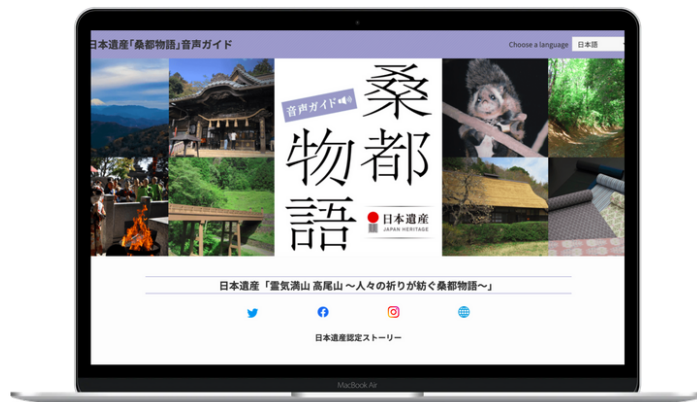 日本遺産「桑都物語」音声ガイド
Choose a language
日本語
音声ガイド
桑都
物語
日本遺産
JAPAN HERITAGE
日本遺産「霊気満山 高尾山 ～人々の祈りが紡ぐ桑都物語～」
日本遺産認定ストーリー
MacBook Air